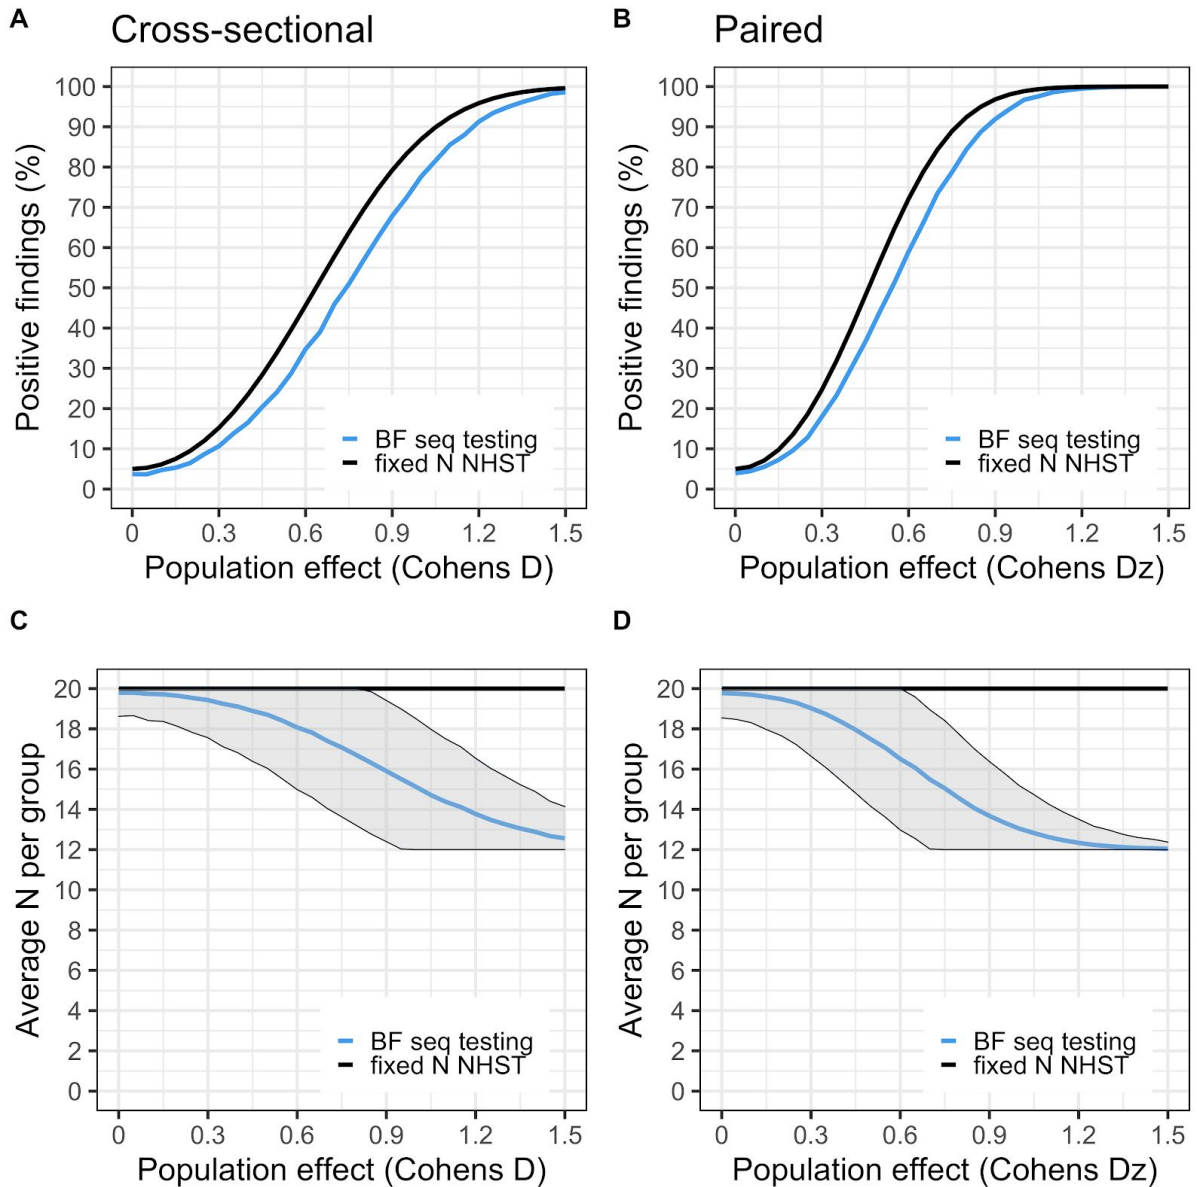 A
Cross-sectional
Positive findings (%)
100
90
80
70
60
50
40
30
20
10
0
BF seq testing
fixed N NHST
0 0.3 0.6 0.9 1.2 1.5
Population effect (Cohens D)
B
Paired
Positive findings (%)
100
90
80
70
60
50
40
30
20
10
0
BF seq testing
fixed N NHST
0 0.3 0.6 0.9 1.2 1.5
Population effect (Cohens Dz)
C
Average N per group
20
18
16
14
12
10
8
6
4
2
0
BF seq testing
fixed N NHST
0 0.3 0.6 0.9 1.2 1.5
Population effect (Cohens D)
D
Average N per group
20
18
16
14
12
10
8
6
4
2
0
BF seq testing
fixed N NHST
0 0.3 0.6 0.9 1.2 1.5
Population effect (Cohens Dz)